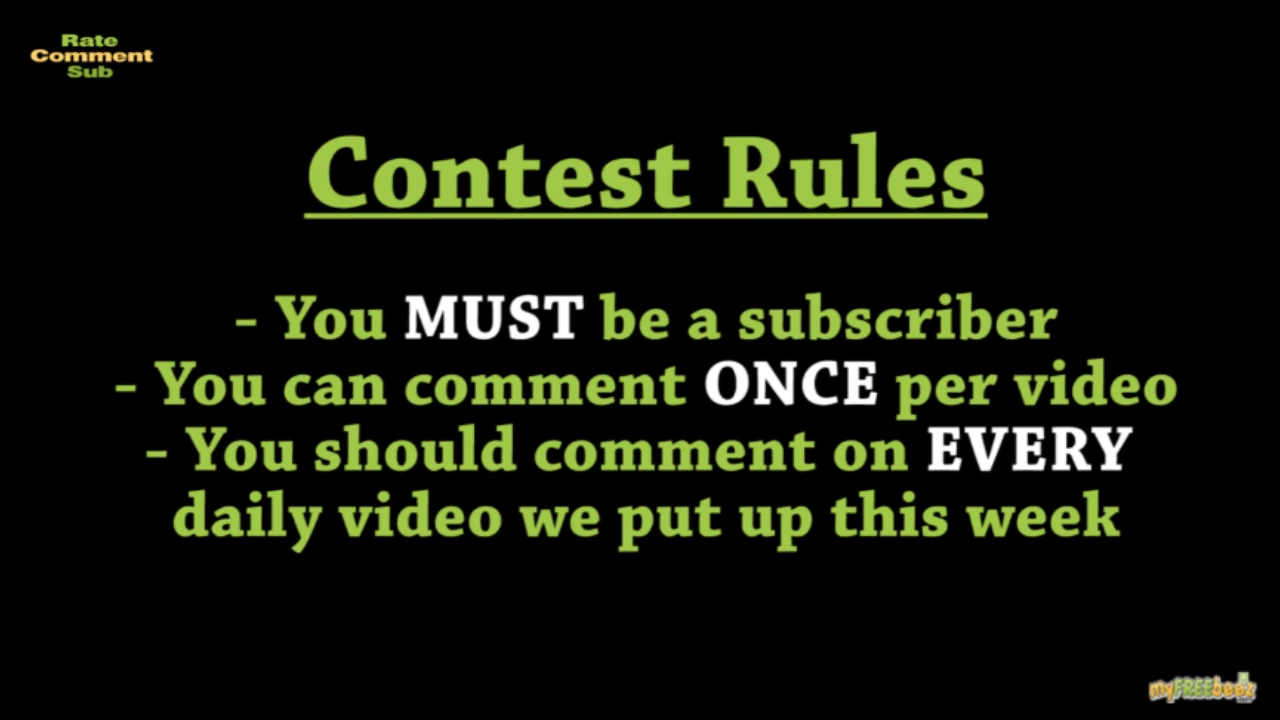 Rate
Comment
Sub
Contest Rules
- You MUST be a subscriber
- You can comment ONCE per video
- You should comment on EVERY
daily video we put up this week
myFREEbeez